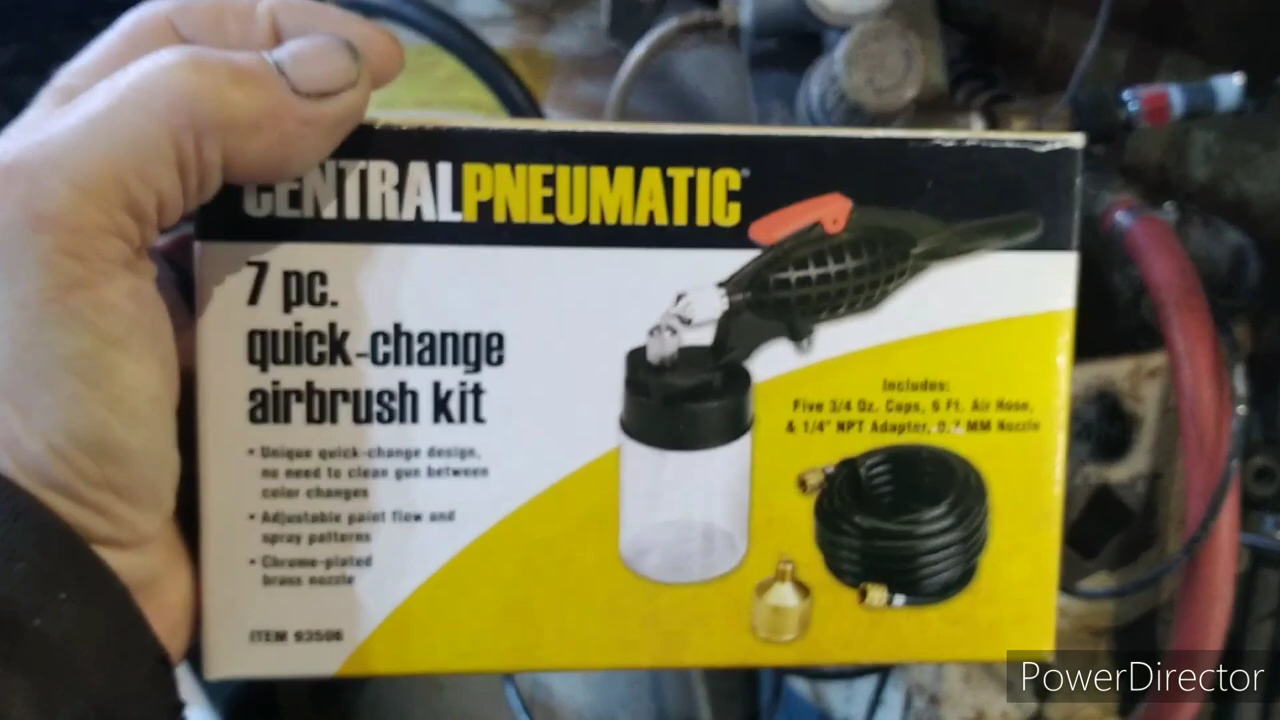 CENTRALPNEUMATIC
7 pc.
quick-change
airbrush kit
• Unique quick-change design,
no need to clean gun between
color changes
• Adjustable paint flow and
spray patterns
• Chrome-plated
brass nozzle
ITEM 93506
Includes:
Five 3/4 Oz. Cups, 6 Ft. Air Hose,
& 1/4" NPT Adapter, MM Nozzle
PowerDirector